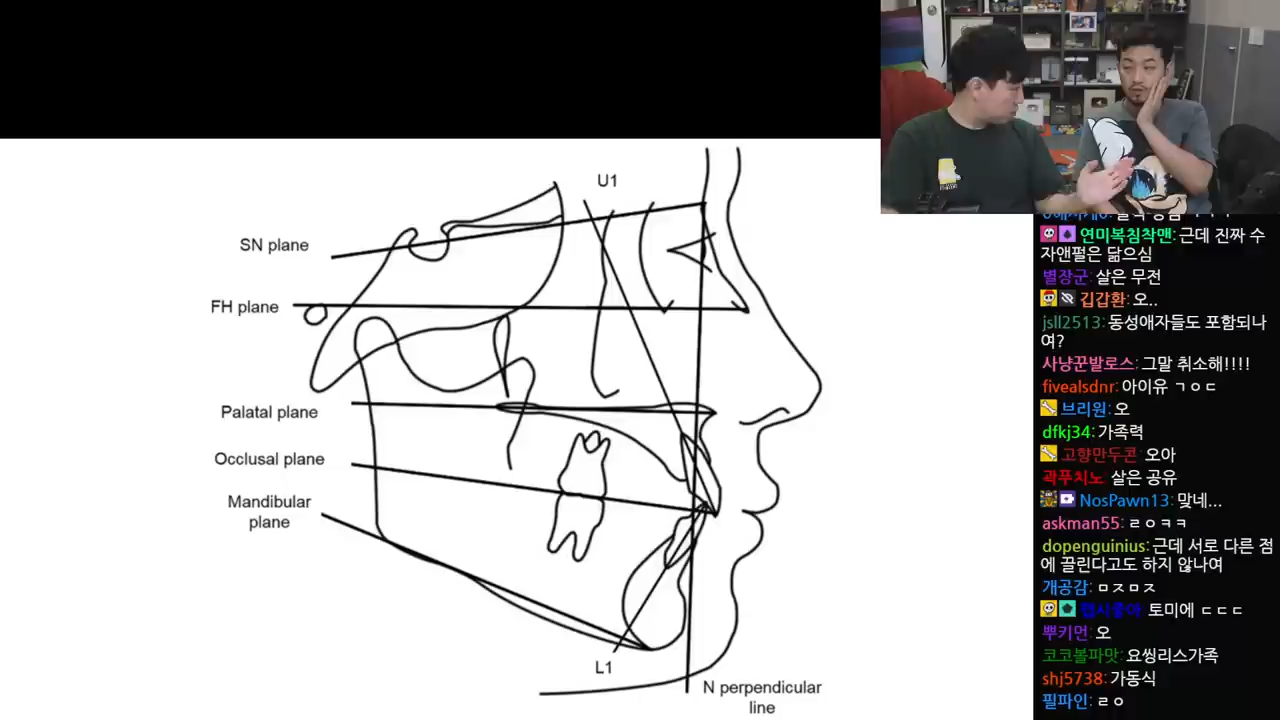 U1
SN plane
FH plane
Palatal plane
Occlusal plane
Mandibular
plane
L1
N perpendicular
line
연미복침착맨: 근데 진짜 수
자앤펄은 닮으심
별장군: 살은 무전
김갑환: 오..
jsll2513: 동성애자들도 포함되나
여?
사냥꾼발로스: 그말 취소해!!!!
fivealsdnr: 아이유 ㄱㅇㄷ
브리원: 오
dfkj34: 가족력
고향만두콘: 오아
곽푸치노: 살은 공유
NosPawn13: 맞네...
askman55: ㄹㅇㅋㅋ
dopenguinius: 근데 서로 다른 점
에 끌린다고도 하지 않나여
개공감: ㅁㅈㅁㅈ
토미에 ㄷㄷㄷ
뿌키먼: 오
코코볼파맛: 요씽리스가족
shj5738: 가동식
필파인: ㄹㅇ